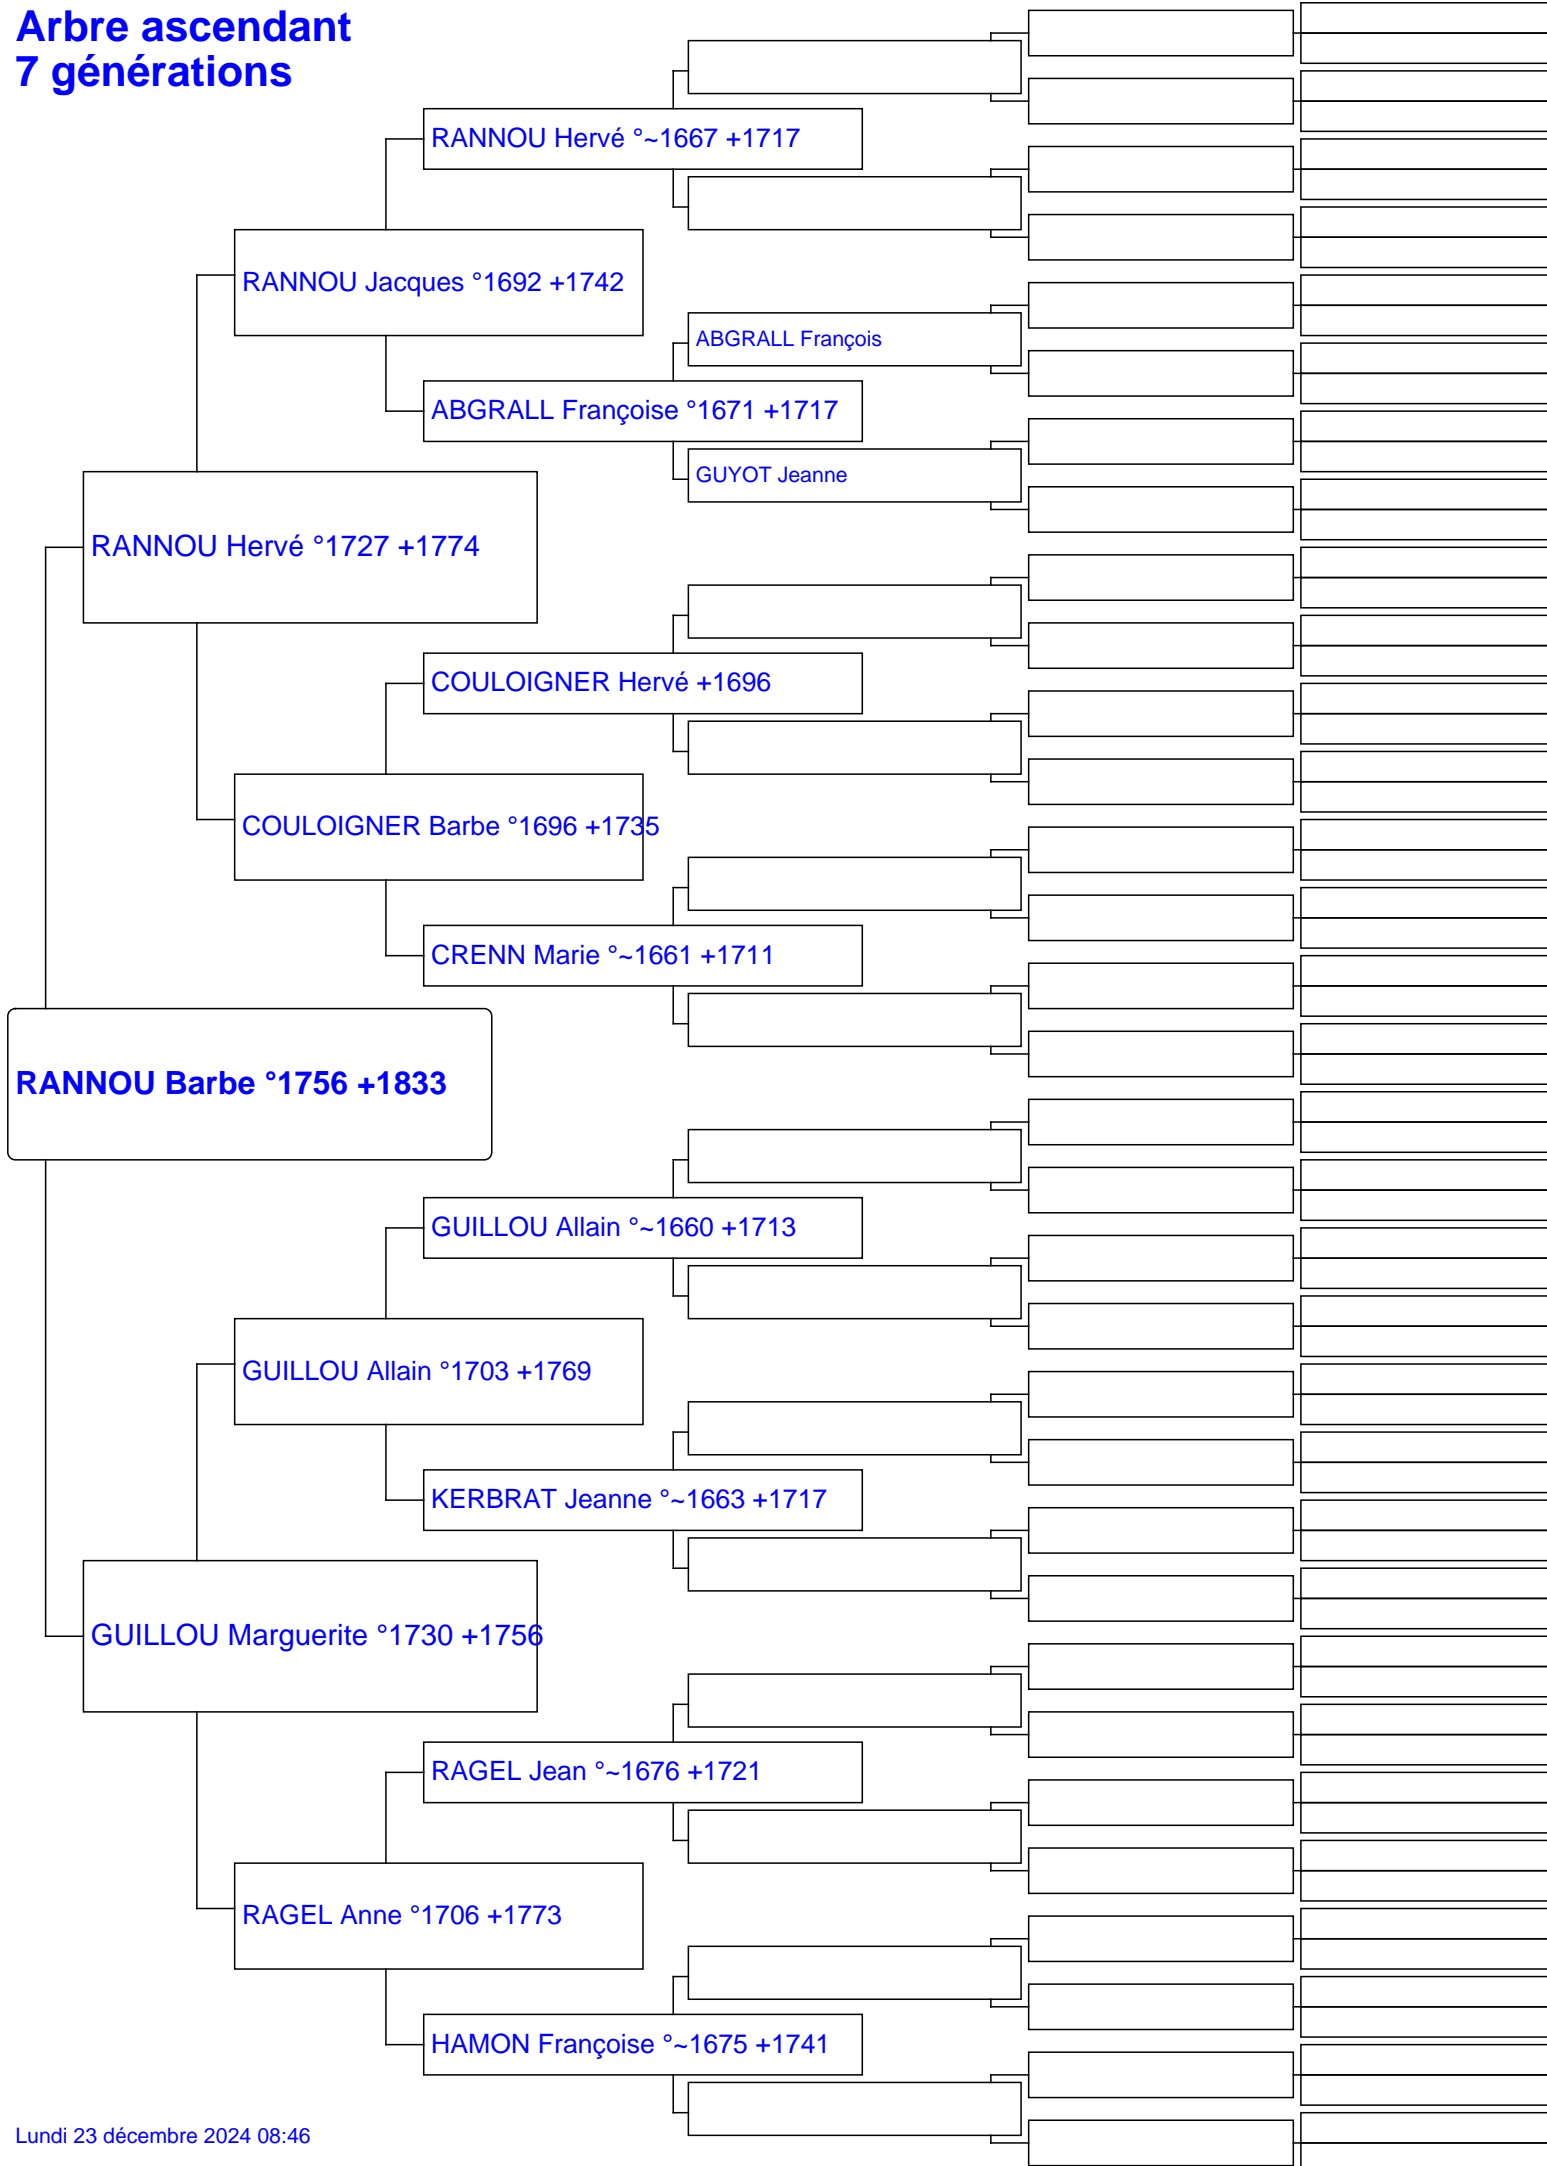 Arbre ascendant
7 générations
RANNOU Hervé °~1667 +1717
RANNOU Jacques °1692 +1742
ABGRALL François
ABGRALL Françoise °1671 +1717
GUYOT Jeanne
RANNOU Hervé °1727 +1774
COULOIGNER Hervé +1696
COULOIGNER Barbe °1696 +1735
CRENN Marie °~1661 +1711
RANNOU Barbe °1756 +1833
GUILLOU Allain °~1660 +1713
GUILLOU Allain °1703 +1769
KERBRAT Jeanne °~1663 +1717
GUILLOU Marguerite °1730 +1756
RAGEL Jean °~1676 +1721
RAGEL Anne °1706 +1773
HAMON Françoise °~1675 +1741
Lundi 23 décembre 2024 08:46